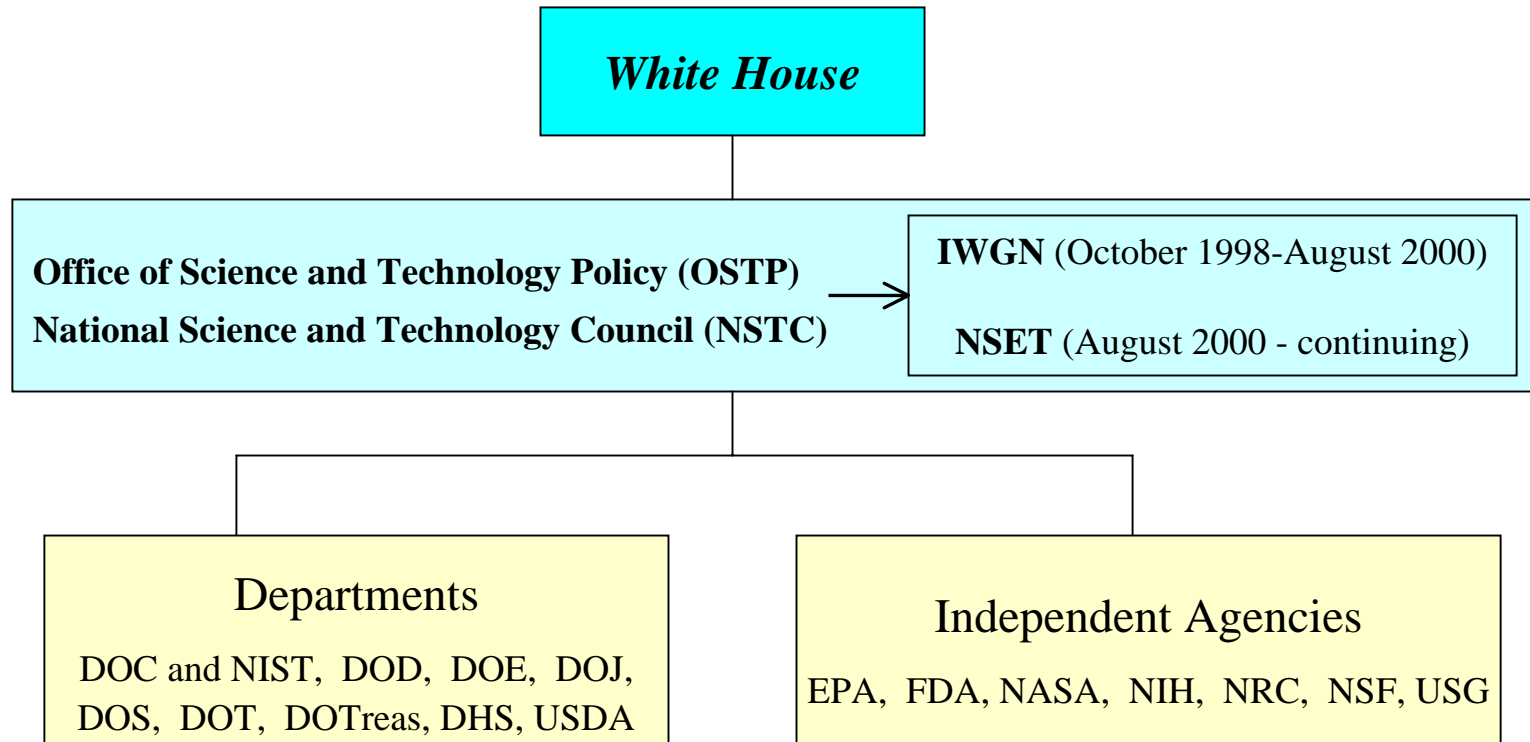 White House
Office of Science and Technology Policy (OSTP)
National Science and Technology Council (NSTC)
IWGN (October 1998-August 2000)
NSET (August 2000 - continuing)
Departments
DOC and NIST, DOD, DOE, DOJ,
DOS, DOT, DOTreas, DHS, USDA
Independent Agencies
EPA, FDA, NASA, NIH, NRC, NSF, USG